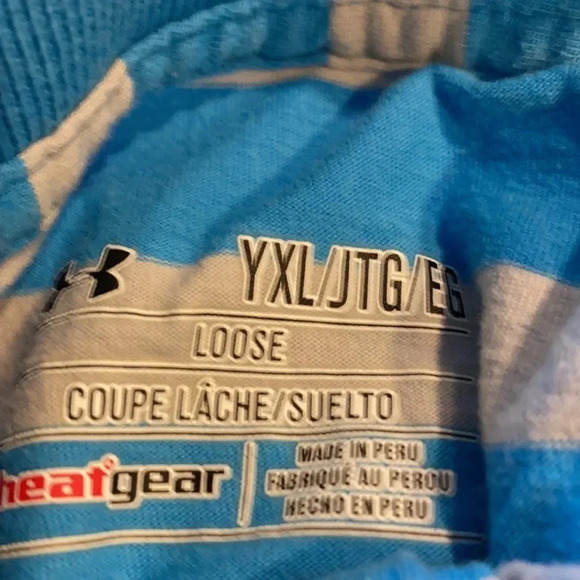 YXL/JTG/EG
LOOSE
COUPE LÂCHE/SUELTO
heatgear
MADE IN PERU
FABRIQUÉ AU PEROU
HECHO EN PERU